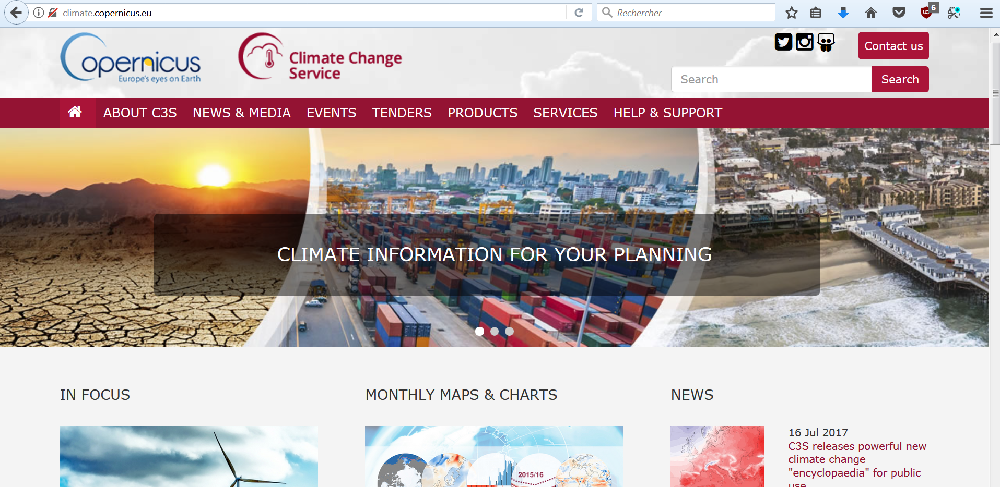 climate.copernicus.eu
Rechercher
6
Copernicus
Europe's eyes on Earth
Climate Change
Service
Contact us
Search
Search
ABOUT C3S
NEWS & MEDIA
EVENTS
TENDERS
PRODUCTS
SERVICES
HELP & SUPPORT
CLIMATE INFORMATION FOR YOUR PLANNING
IN FOCUS
MONTHLY MAPS & CHARTS
2015/16
NEWS
16 Jul 2017
C3S releases powerful new
climate change
"encyclopaedia" for public
use